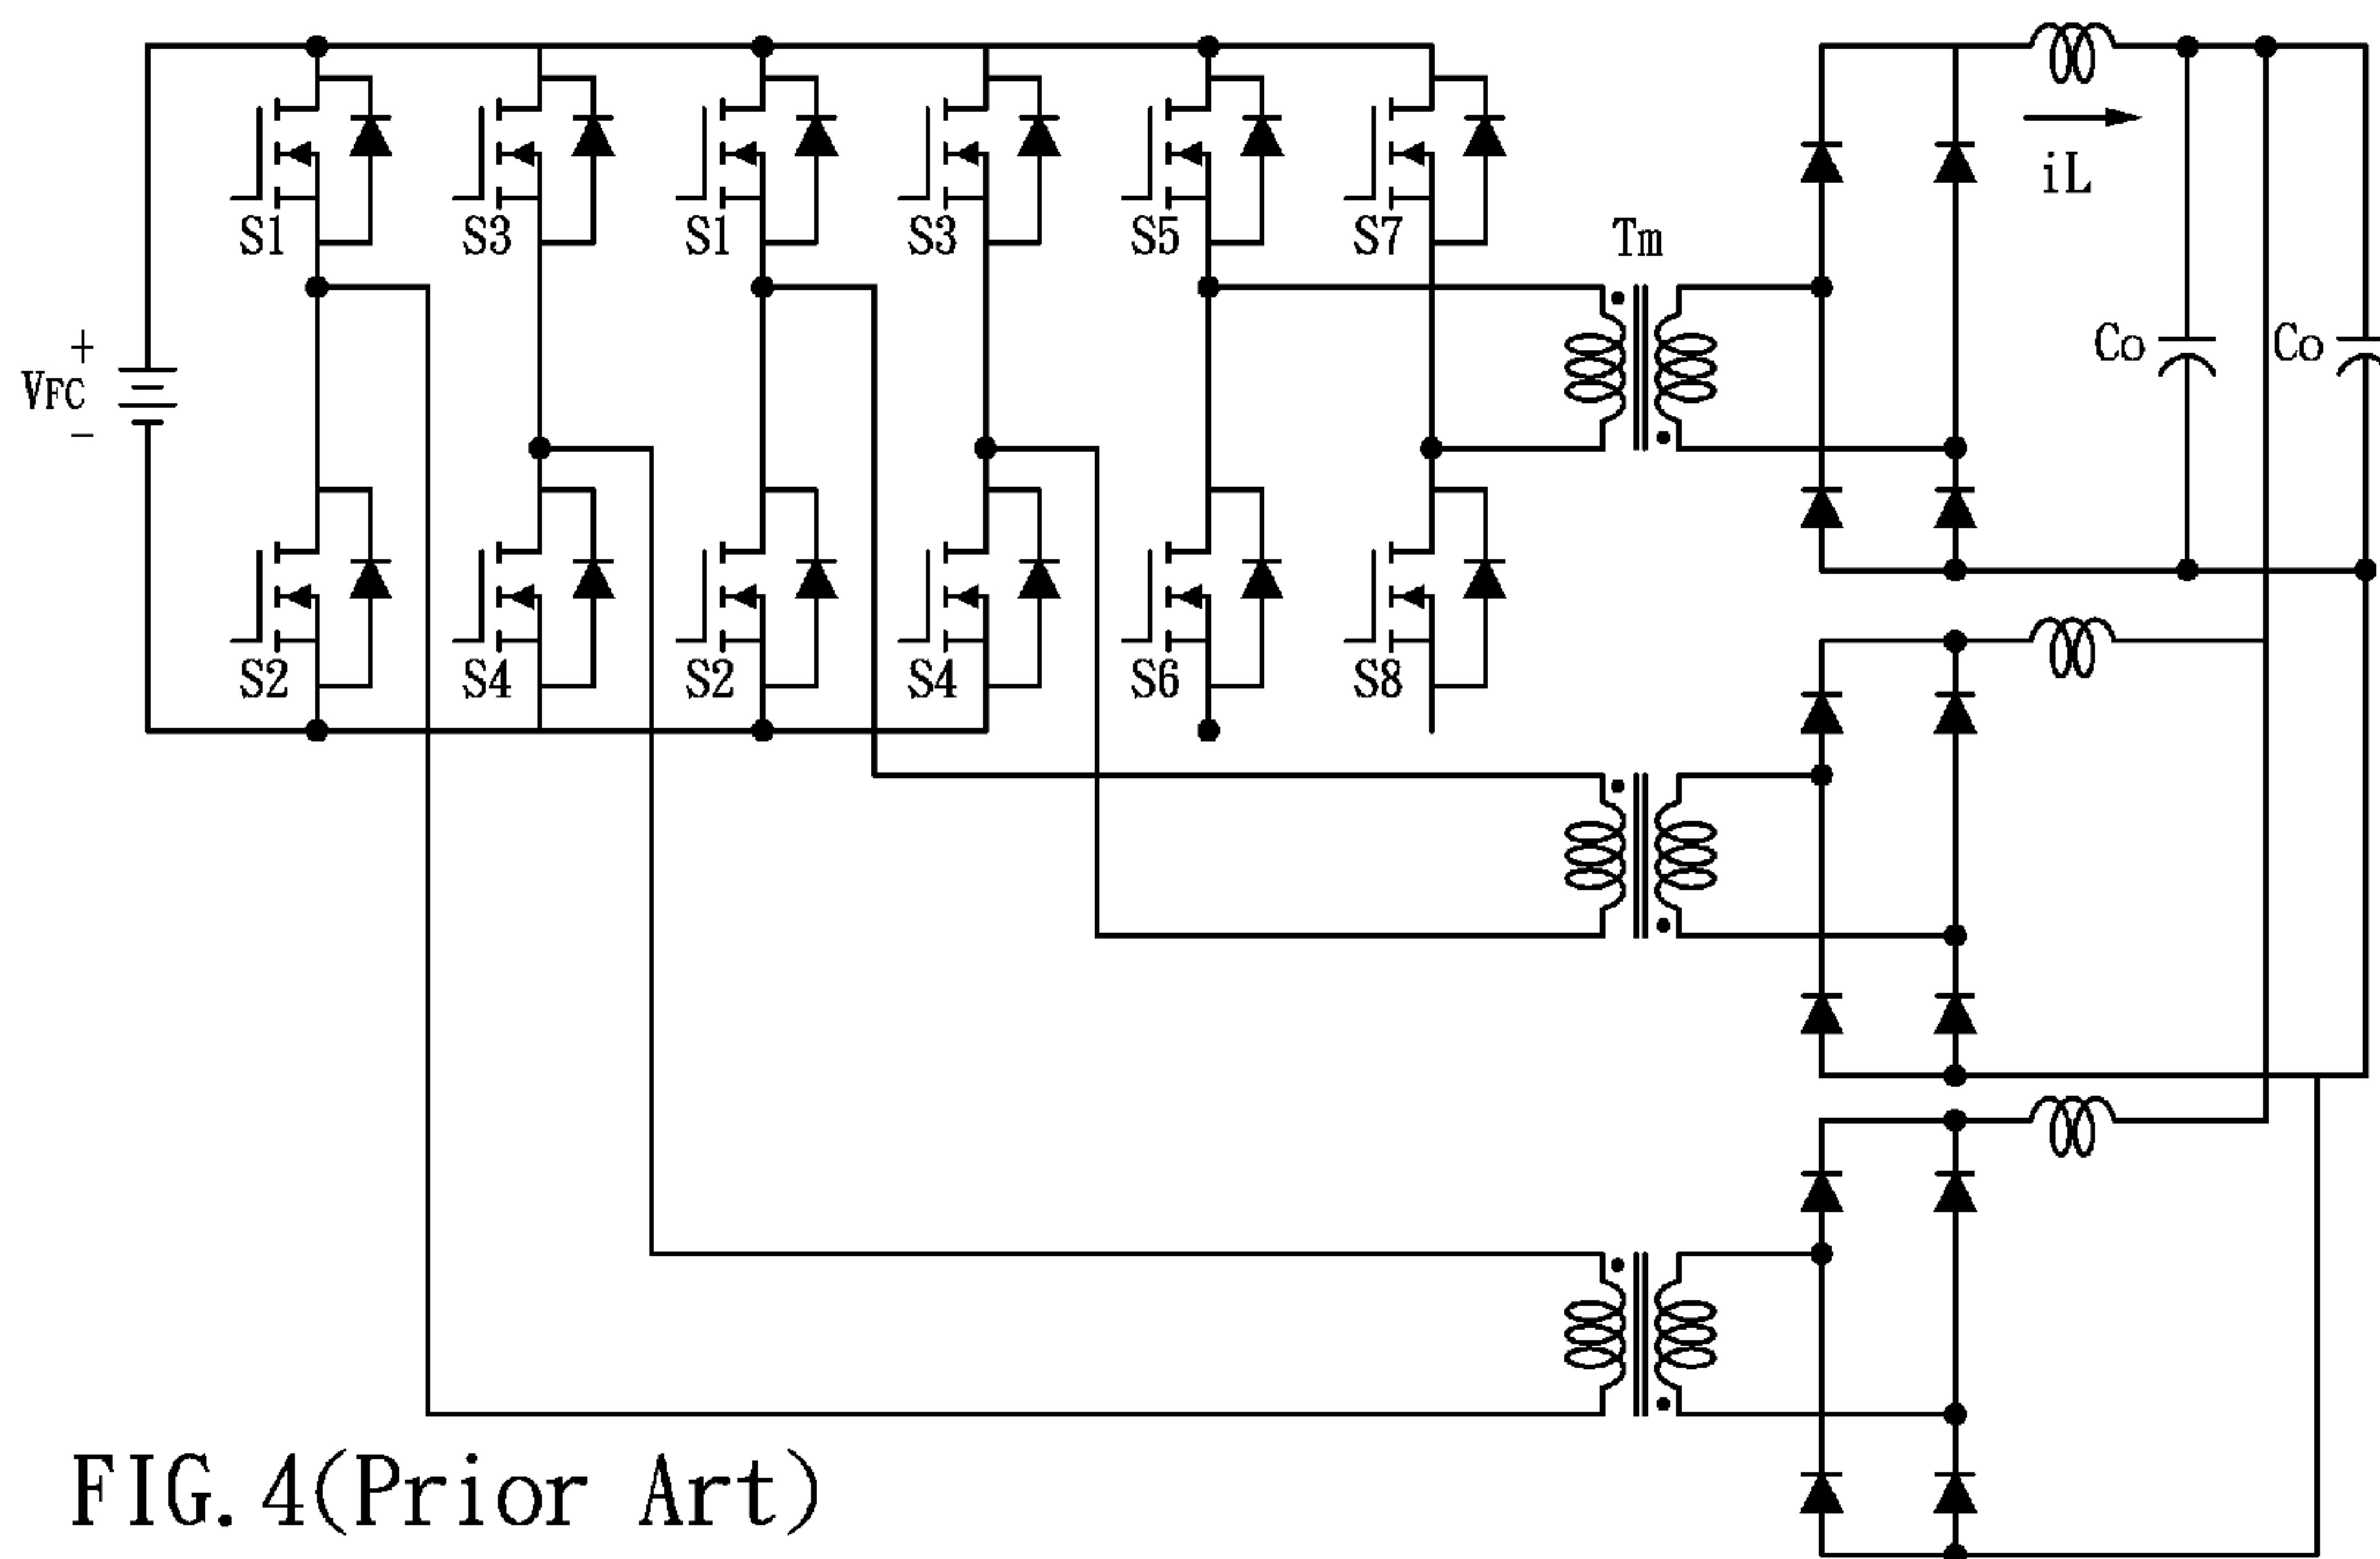 iL
S1 S3 S1 S3 S5 S7 Tm
+
VFC
-
Co Co
S2 S4 S2 S4 S6 S8
FIG. 4(Prior Art)